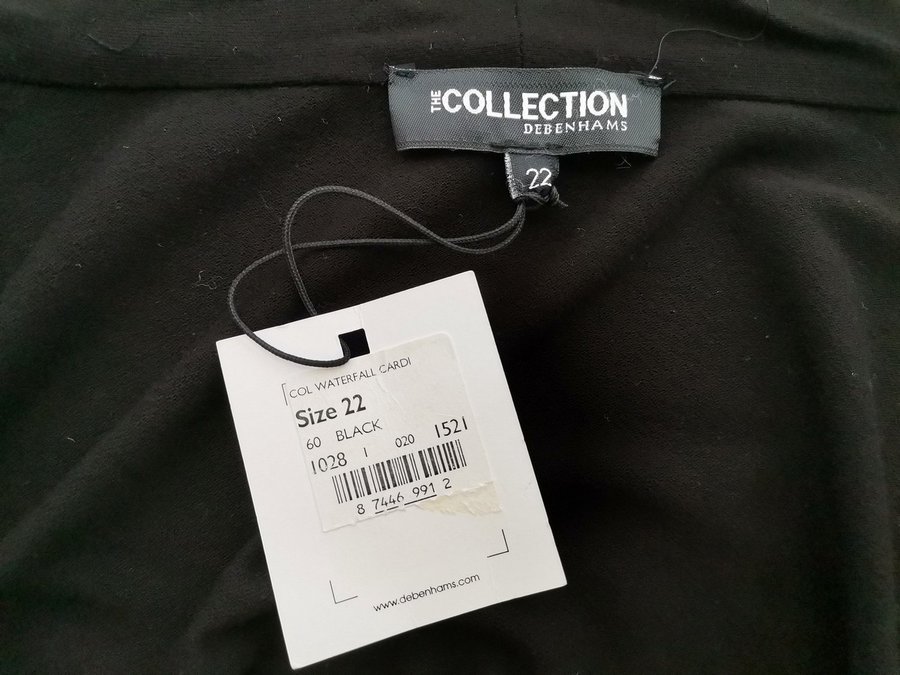 THE COLLECTION
DEBENHAMS
22
COL WATERFALL CARDI
Size 22
60 BLACK
1028 1 020 1521
8 7446 991 2
www.debenhams.com